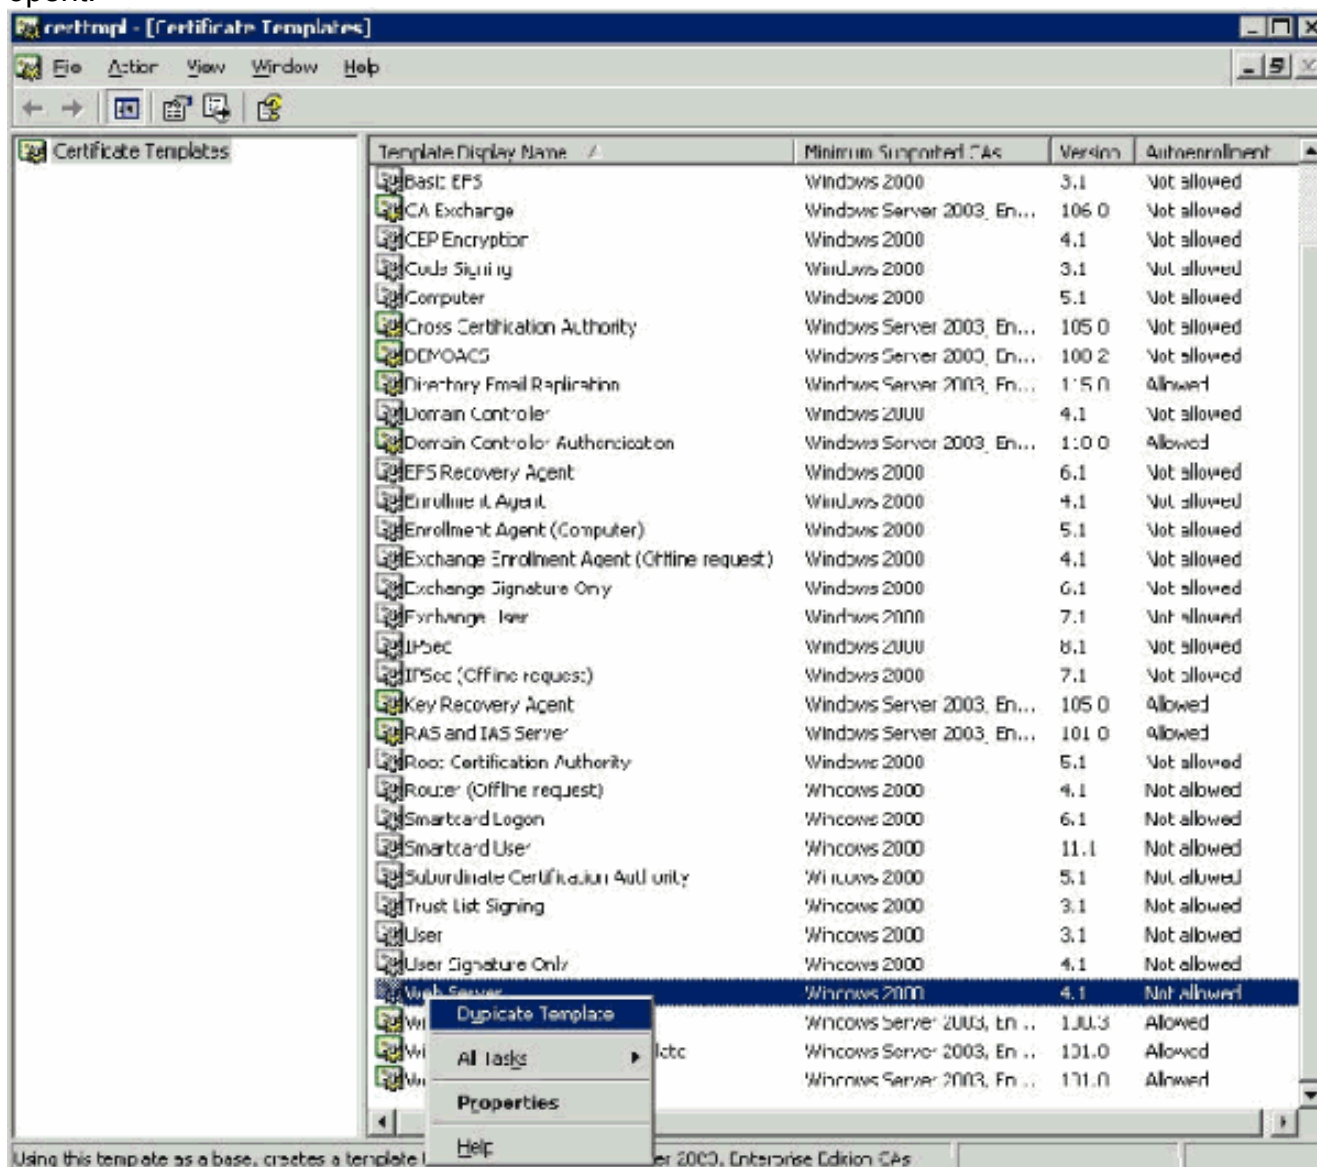 certtmpl - [Certificate Templates]
File Action View Window Help
Certificate Templates
Template Display Name Minimum Supported CAs Version Autoenrollment
Basic EFS Windows 2000 3.1 Not allowed
CA Exchange Windows Server 2003, En... 106.0 Not allowed
CEP Encryption Windows 2000 4.1 Not allowed
Code Signing Windows 2000 3.1 Not allowed
Computer Windows 2000 5.1 Not allowed
Cross Certification Authority Windows Server 2003, En... 105.0 Not allowed
DEMOACS Windows Server 2003, En... 100.2 Not allowed
Directory Email Replication Windows Server 2003, En... 115.0 Allowed
Domain Controller Windows 2000 4.1 Not allowed
Domain Controller Authentication Windows Server 2003, En... 110.0 Allowed
EFS Recovery Agent Windows 2000 6.1 Not allowed
Enrollment Agent Windows 2000 4.1 Not allowed
Enrollment Agent (Computer) Windows 2000 5.1 Not allowed
Exchange Enrollment Agent (Offline request) Windows 2000 4.1 Not allowed
Exchange Signature Only Windows 2000 6.1 Not allowed
Exchange User Windows 2000 7.1 Not allowed
IPSec Windows 2000 8.1 Not allowed
IPSec (Offline request) Windows 2000 7.1 Not allowed
Key Recovery Agent Windows Server 2003, En... 105.0 Allowed
RAS and IAS Server Windows Server 2003, En... 101.0 Allowed
Root Certification Authority Windows 2000 5.1 Not allowed
Router (Offline request) Windows 2000 4.1 Not allowed
Smartcard Logon Windows 2000 6.1 Not allowed
Smartcard User Windows 2000 11.1 Not allowed
Subordinate Certification Authority Windows 2000 5.1 Not allowed
Trust List Signing Windows 2000 3.1 Not allowed
User Windows 2000 3.1 Not allowed
User Signature Only Windows 2000 4.1 Not allowed
Web Server Windows 2000 4.1 Not allowed
Duplicate Template
Windows Server 2003, En... 100.3 Allowed
All Tasks
Windows Server 2003, En... 101.0 Allowed
Windows Server 2003, En... 101.0 Allowed
Properties
Help
Using this template as a base, creates a template er 2003, Enterprise Edition CAs